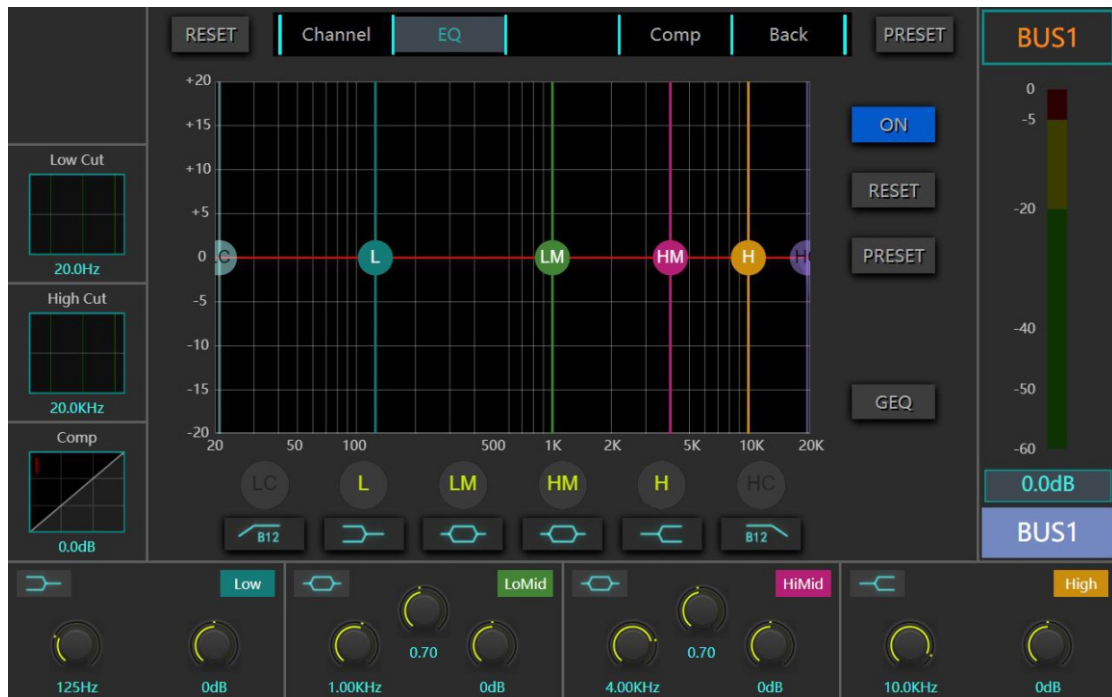 RESET Channel EQ Comp Back PRESET BUS1
Low Cut
20.0Hz
High Cut
20.0KHz
Comp
0.0dB
+20
+15
+10
+5
0
-5
-10
-15
-20
LC L LM HM H HC
20 50 100 500 1K 2K 5K 10K 20K
LC L LM HM H HC
B12 B12
ON
RESET
PRESET
GEQ
0
-5
-20
-40
-50
-60
0.0dB
BUS1
Low LoMid HiMid High
0.70 0.70
125Hz 0dB 1.00KHz 0dB 4.00KHz 0dB 10.0KHz 0dB